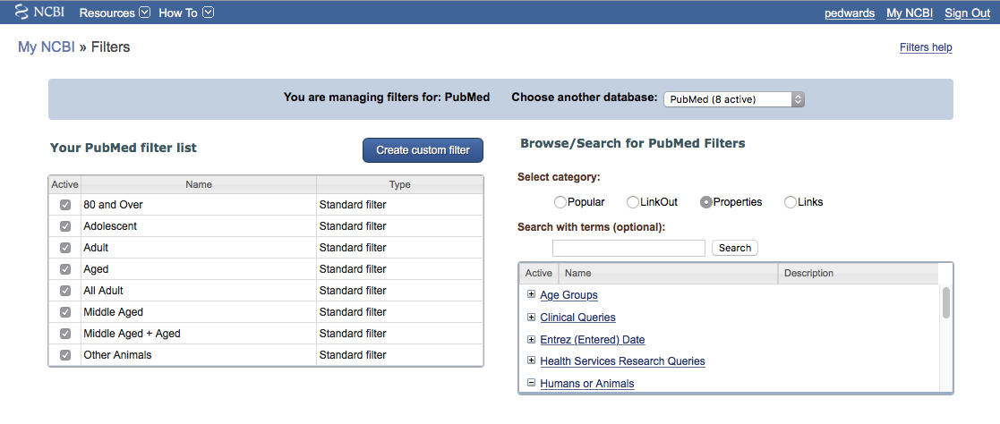 NCBI Resources How To pedwards My NCBI Sign Out
My NCBI » Filters Filters help
You are managing filters for: PubMed Choose another database: PubMed (8 active)
Your PubMed filter list
Create custom filter
Active Name Type
80 and Over Standard filter
Adolescent Standard filter
Adult Standard filter
Aged Standard filter
All Adult Standard filter
Middle Aged Standard filter
Middle Aged + Aged Standard filter
Other Animals Standard filter
Browse/Search for PubMed Filters
Select category:
Popular LinkOut Properties Links
Search with terms (optional):
Search
Active Name Description
Age Groups
Clinical Queries
Entrez (Entered) Date
Health Services Research Queries
Humans or Animals